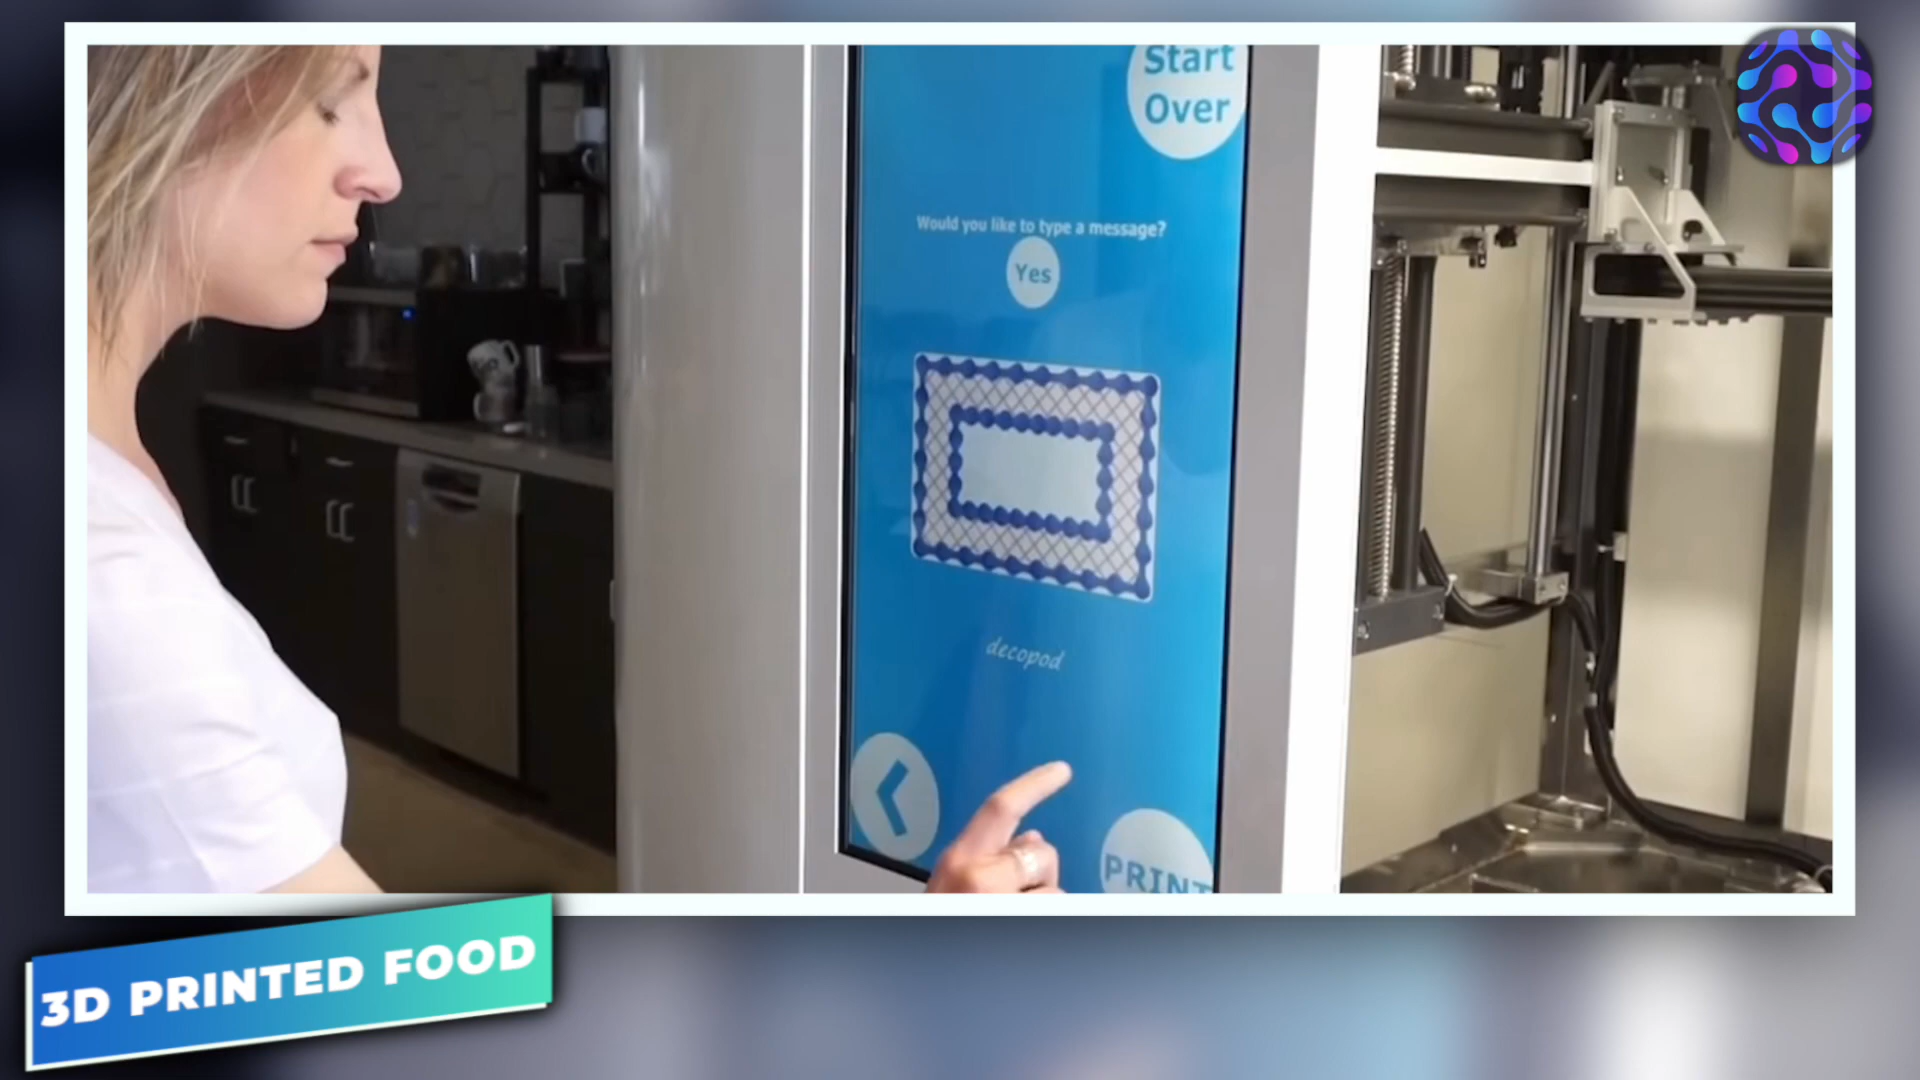 Start
Over
Would you like to type a message?
Yes
decopod
PRINT
3D PRINTED FOOD